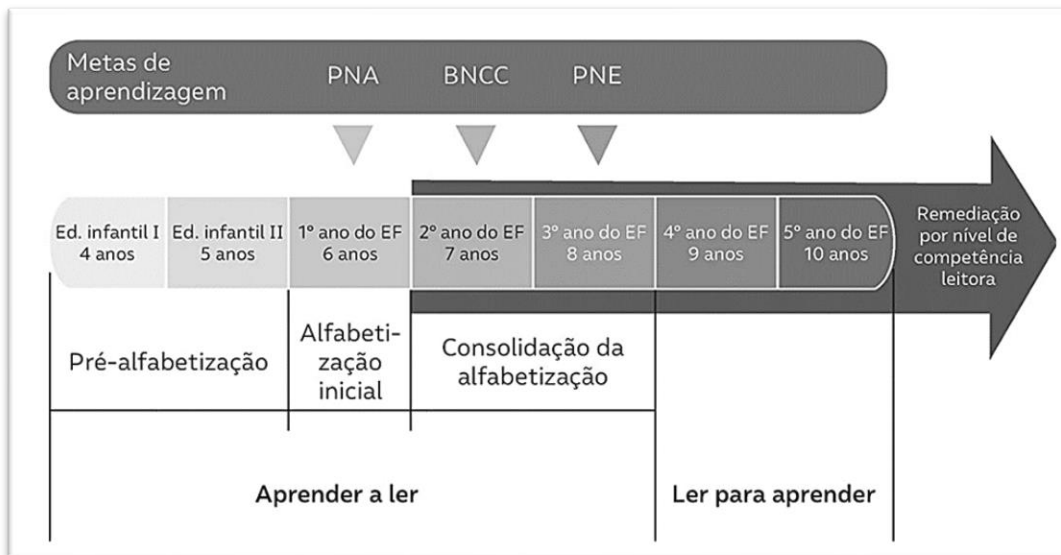 Metas de
aprendizagem
PNA
BNCC
PNE
Ed. infantil I
4 anos
Ed. infantil II
5 anos
1º ano do EF
6 anos
2º ano do EF
7 anos
3º ano do EF
8 anos
4º ano do EF
9 anos
5º ano do EF
10 anos
Remediação
por nível de
competência
leitora
Pré-alfabetização
Alfabeti-
zação
inicial
Consolidação da
alfabetização
Aprender a ler
Ler para aprender